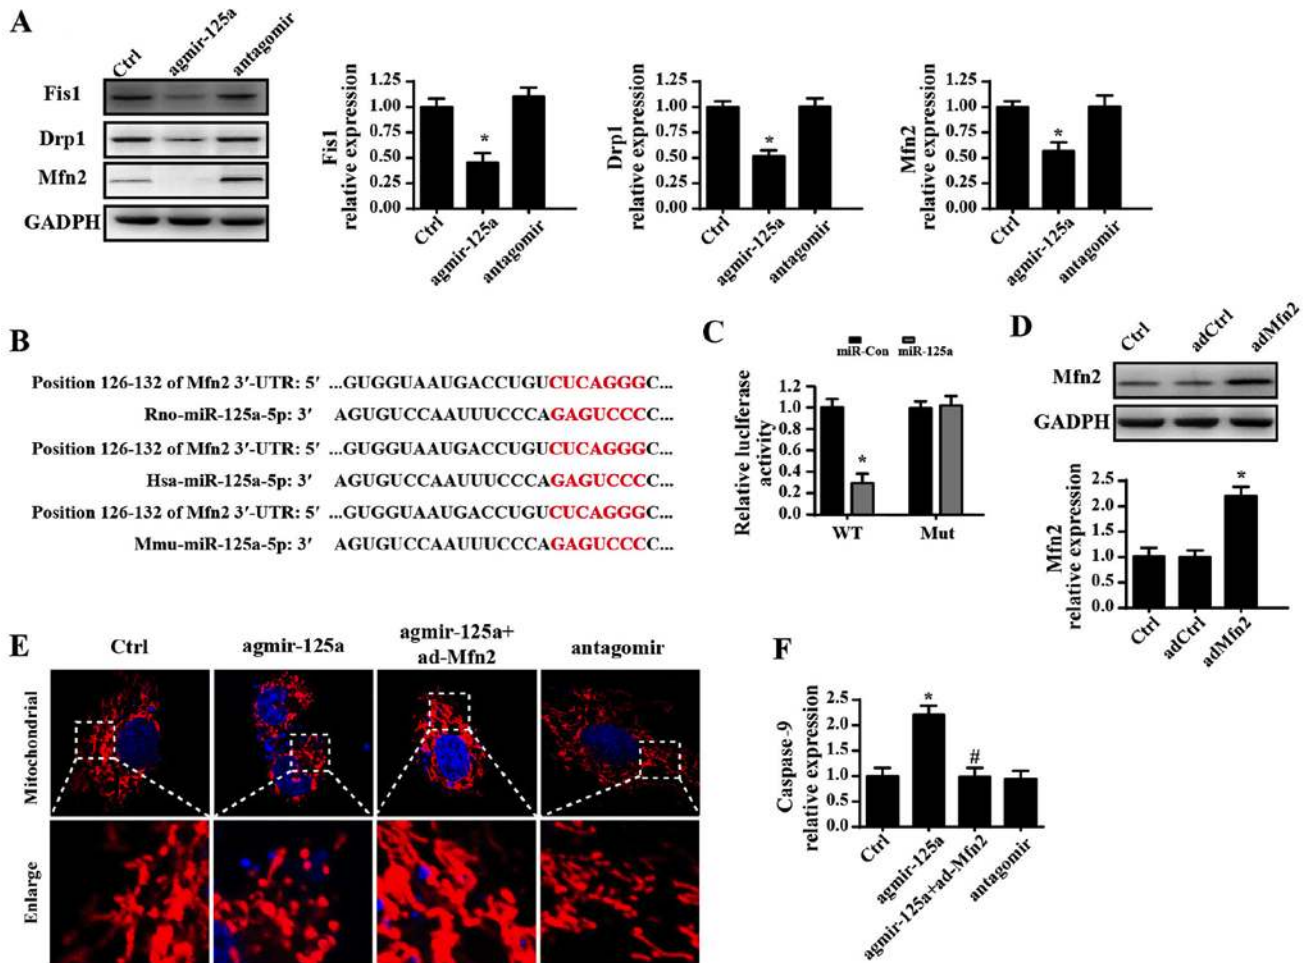 A
Ctrl
agmir-125a
antagomir
Fis1
Drp1
Mfn2
GADPH
Fis1
relative expression
1.25
1.00
0.75
0.50
0.25
0.00
*
Ctrl
agmir-125a
antagomir
Drp1
relative expression
1.25
1.00
0.75
0.50
0.25
0.00
*
Ctrl
agmir-125a
antagomir
Mfn2
relative expression
1.25
1.00
0.75
0.50
0.25
0.00
*
Ctrl
agmir-125a
antagomir
B
Position 126-132 of Mfn2 3'-UTR: 5' ...GUGGUAAUGACCUGUCUCAGGGC...
Rno-miR-125a-5p: 3' AGUGUCCAAUUUCCCAGAGUCCC
Position 126-132 of Mfn2 3'-UTR: 5' ...GUGGUAAUGACCUGUCUCAGGGC...
Hsa-miR-125a-5p: 3' AGUGUCCAAUUUCCCAGAGUCCC
Position 126-132 of Mfn2 3'-UTR: 5' ...GUGGUAAUGACCUGUCUCAGGGC...
Mmu-miR-125a-5p: 3' AGUGUCCAAUUUCCCAGAGUCCCC...
C
miR-Con miR-125a
Relative luciferase
activity
1.2
1.0
0.8
0.6
0.4
0.2
0.0
*
WT
Mut
D
Ctrl
adCtrl
adMfn2
Mfn2
GADPH
Mfn2
relative expression
2.5
2.0
1.5
1.0
0.5
0.0
*
Ctrl
adCtrl
adMfn2
E
Ctrl
agmir-125a
agmir-125a+
ad-Mfn2
antagomir
Mitochondrial
Enlarge
F
Caspase-9
relative expression
2.5
2.0
1.5
1.0
0.5
0.0
*
#
Ctrl
agmir-125a
agmir-125a+ad-Mfn2
antagomir